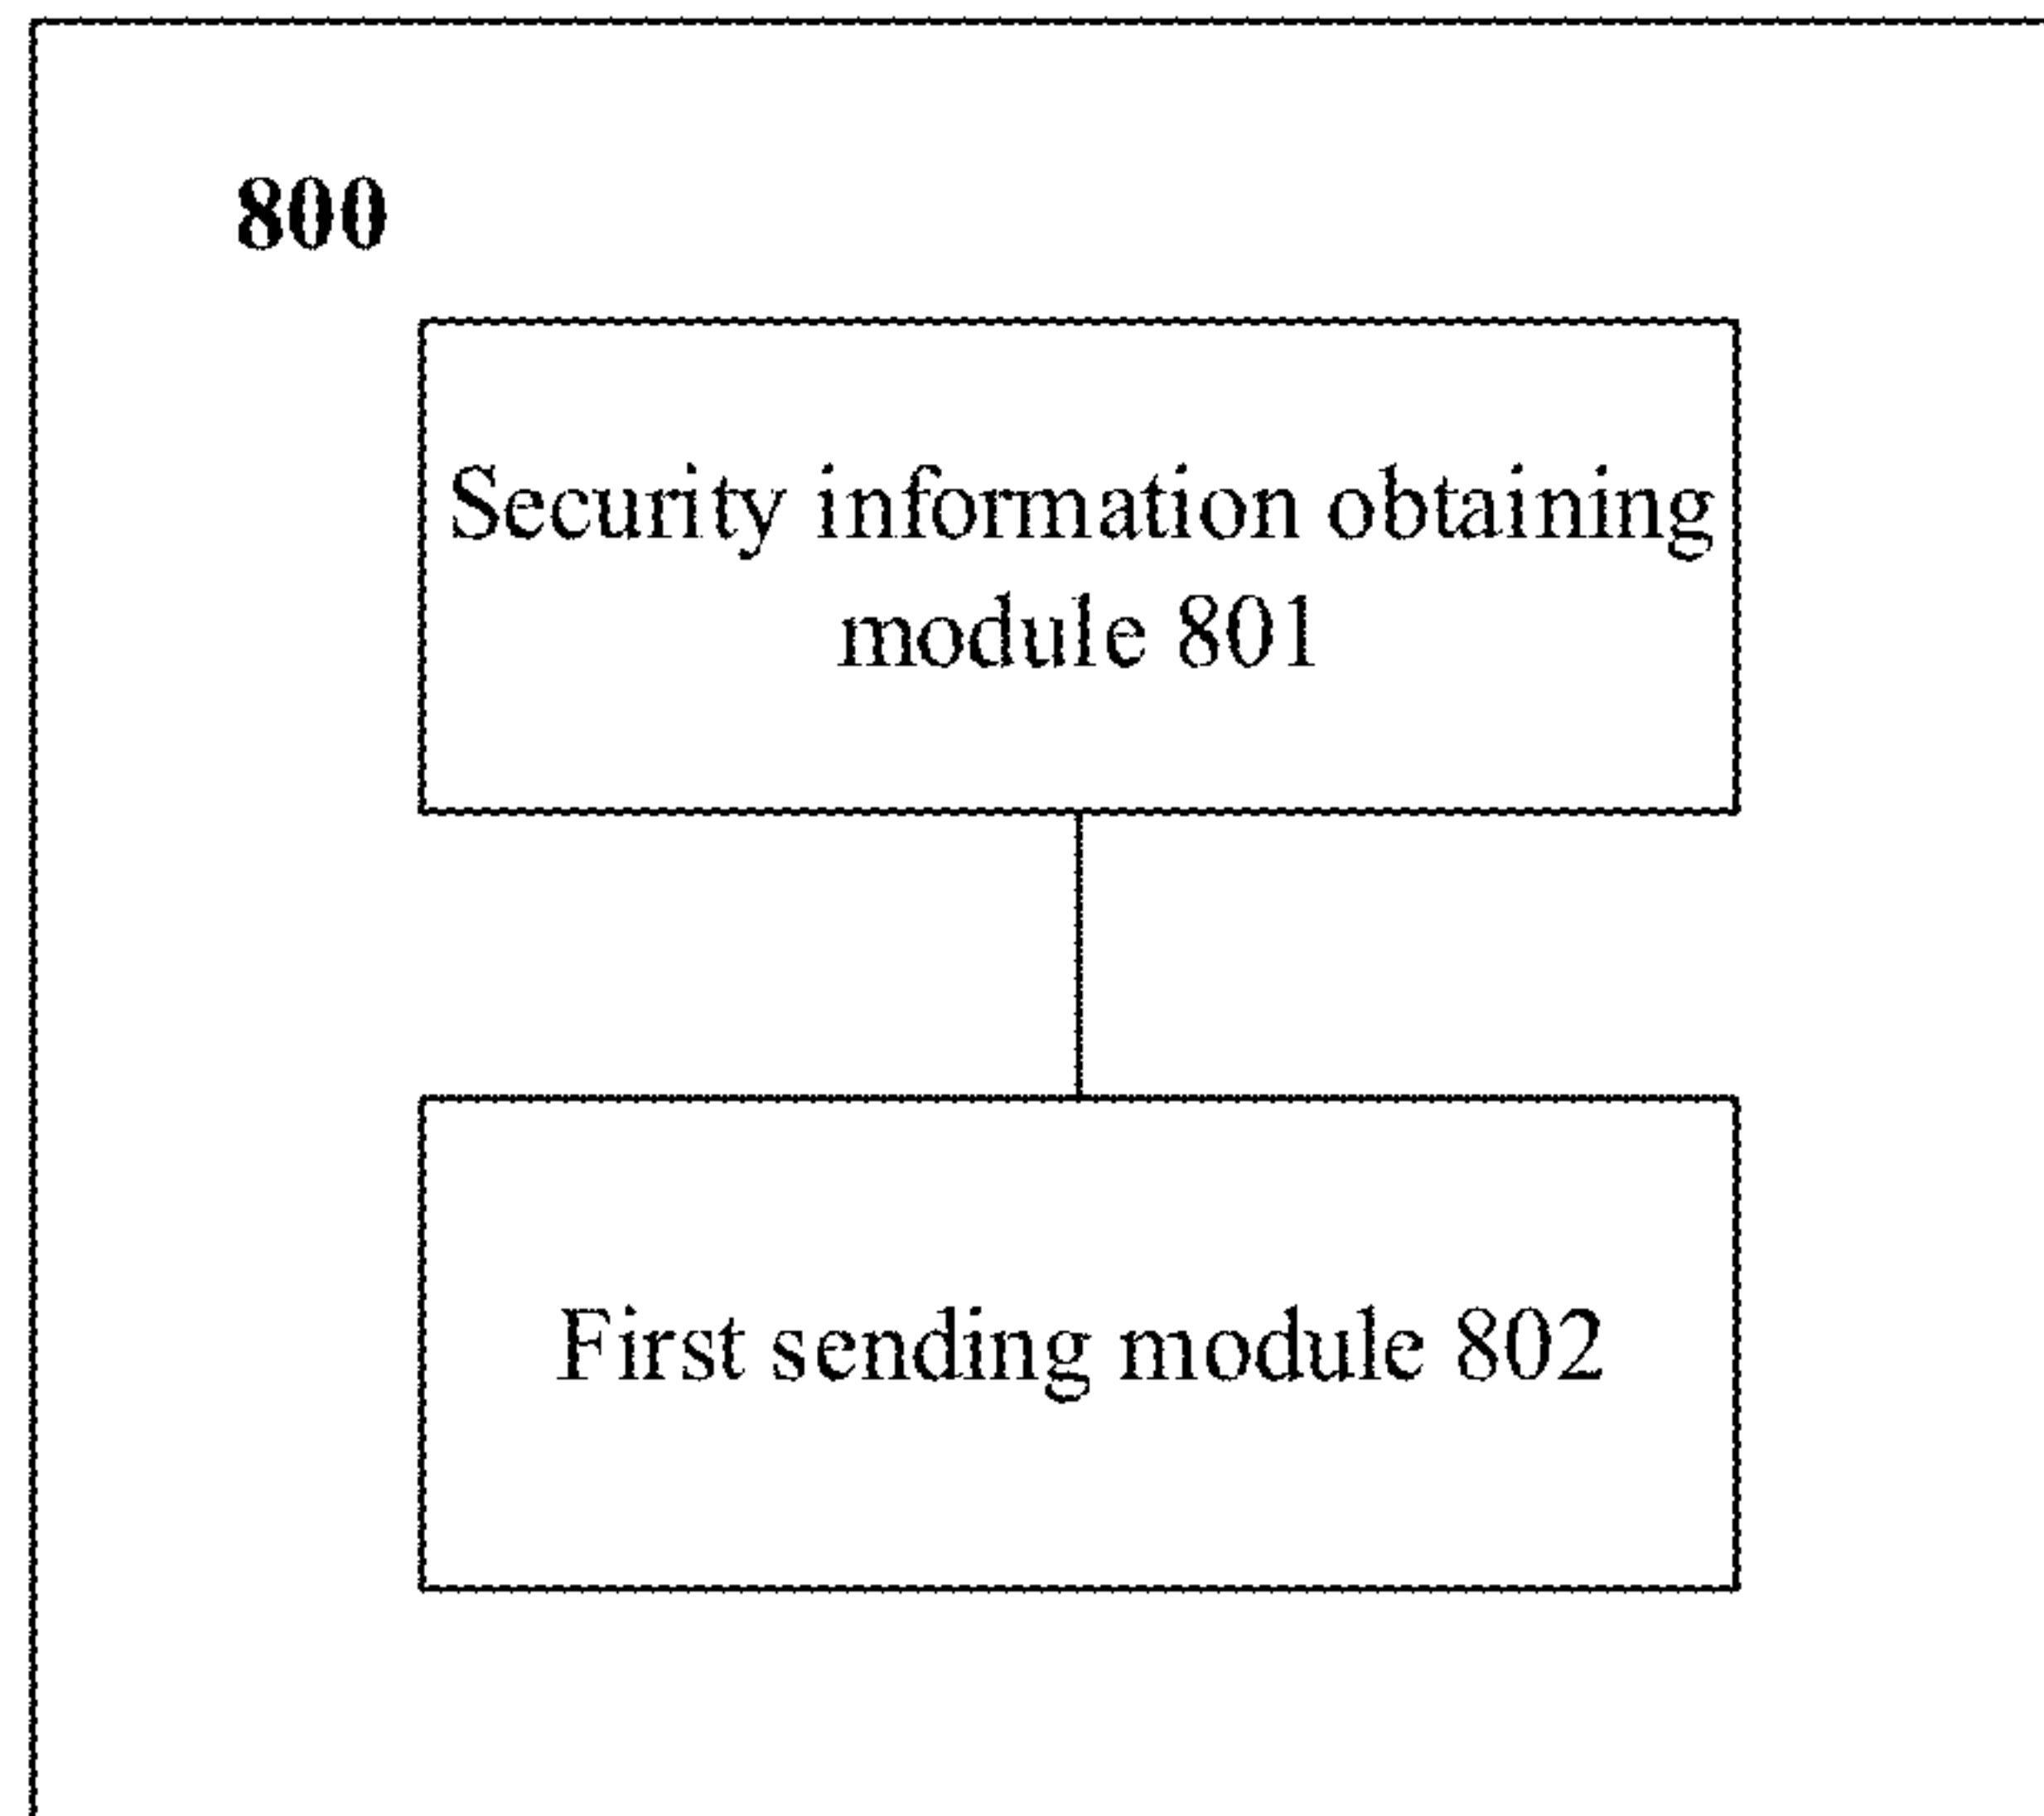 800
Security information obtaining
module 801
First sending module 802